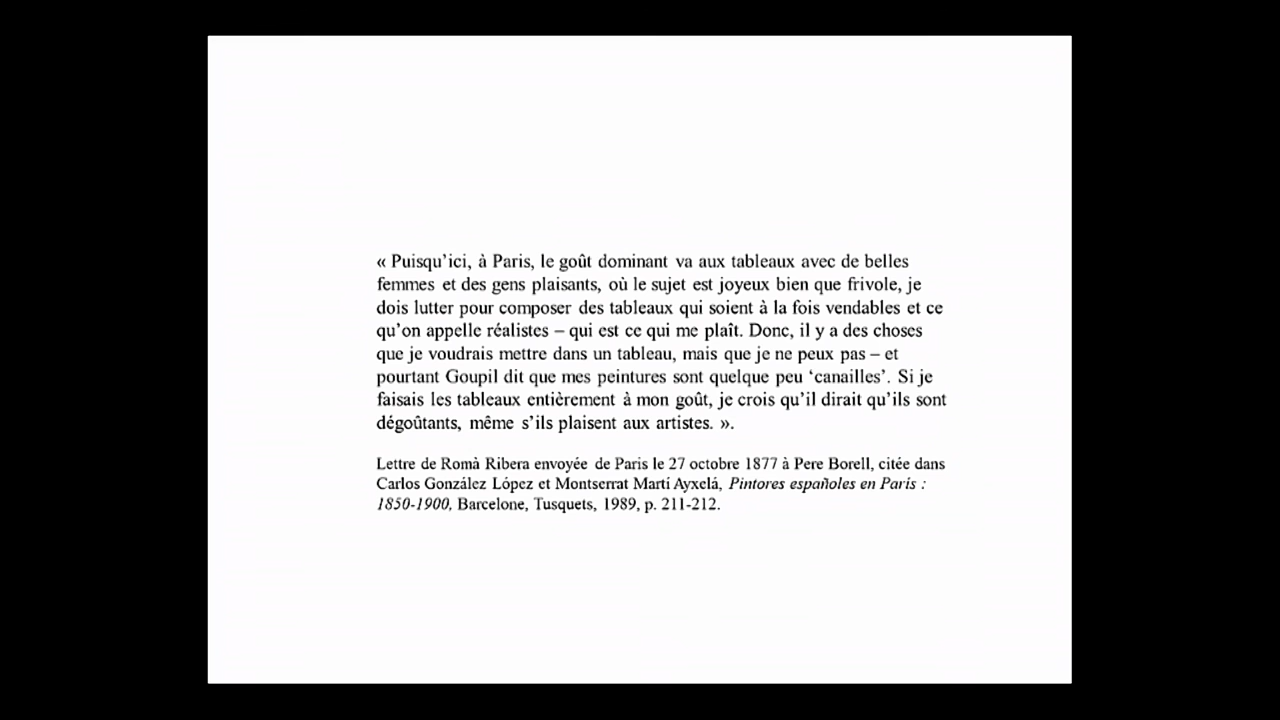 « Puisqu’ici, à Paris, le goût dominant va aux tableaux avec de belles
femmes et des gens plaisants, où le sujet est joyeux bien que frivole, je
dois lutter pour composer des tableaux qui soient à la fois vendables et ce
qu’on appelle réalistes – qui est ce qui me plaît. Donc, il y a des choses
que je voudrais mettre dans un tableau, mais que je ne peux pas – et
pourtant Goupil dit que mes peintures sont quelque peu ‘canailles’. Si je
faisais les tableaux entièrement à mon goût, je crois qu’il dirait qu’ils sont
dégoûtants, même s’ils plaisent aux artistes. ».
Lettre de Romà Ribera envoyée de Paris le 27 octobre 1877 à Pere Borell, citée dans
Carlos González López et Montserrat Martí Ayxelá, Pintores españoles en París :
1850-1900, Barcelone, Tusquets, 1989, p. 211-212.